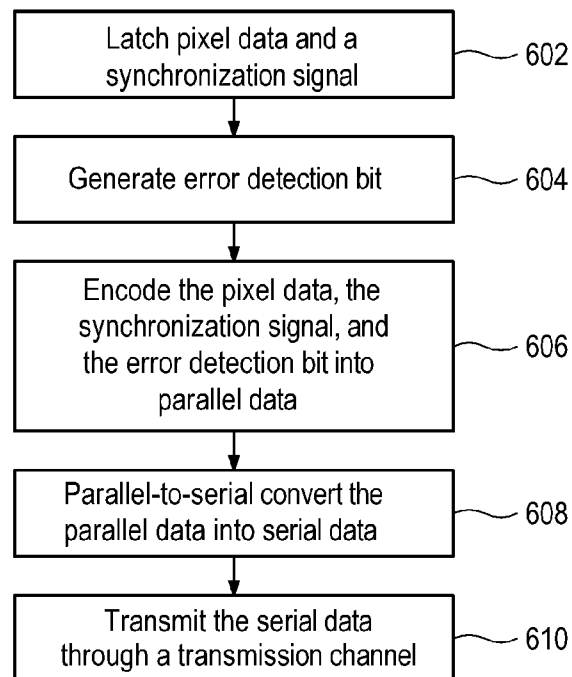 Latch pixel data and a
synchronization signal
602
Generate error detection bit
604
Encode the pixel data, the
synchronization signal, and
the error detection bit into
parallel data
606
Parallel-to-serial convert the
parallel data into serial data
608
Transmit the serial data
through a transmission channel
610